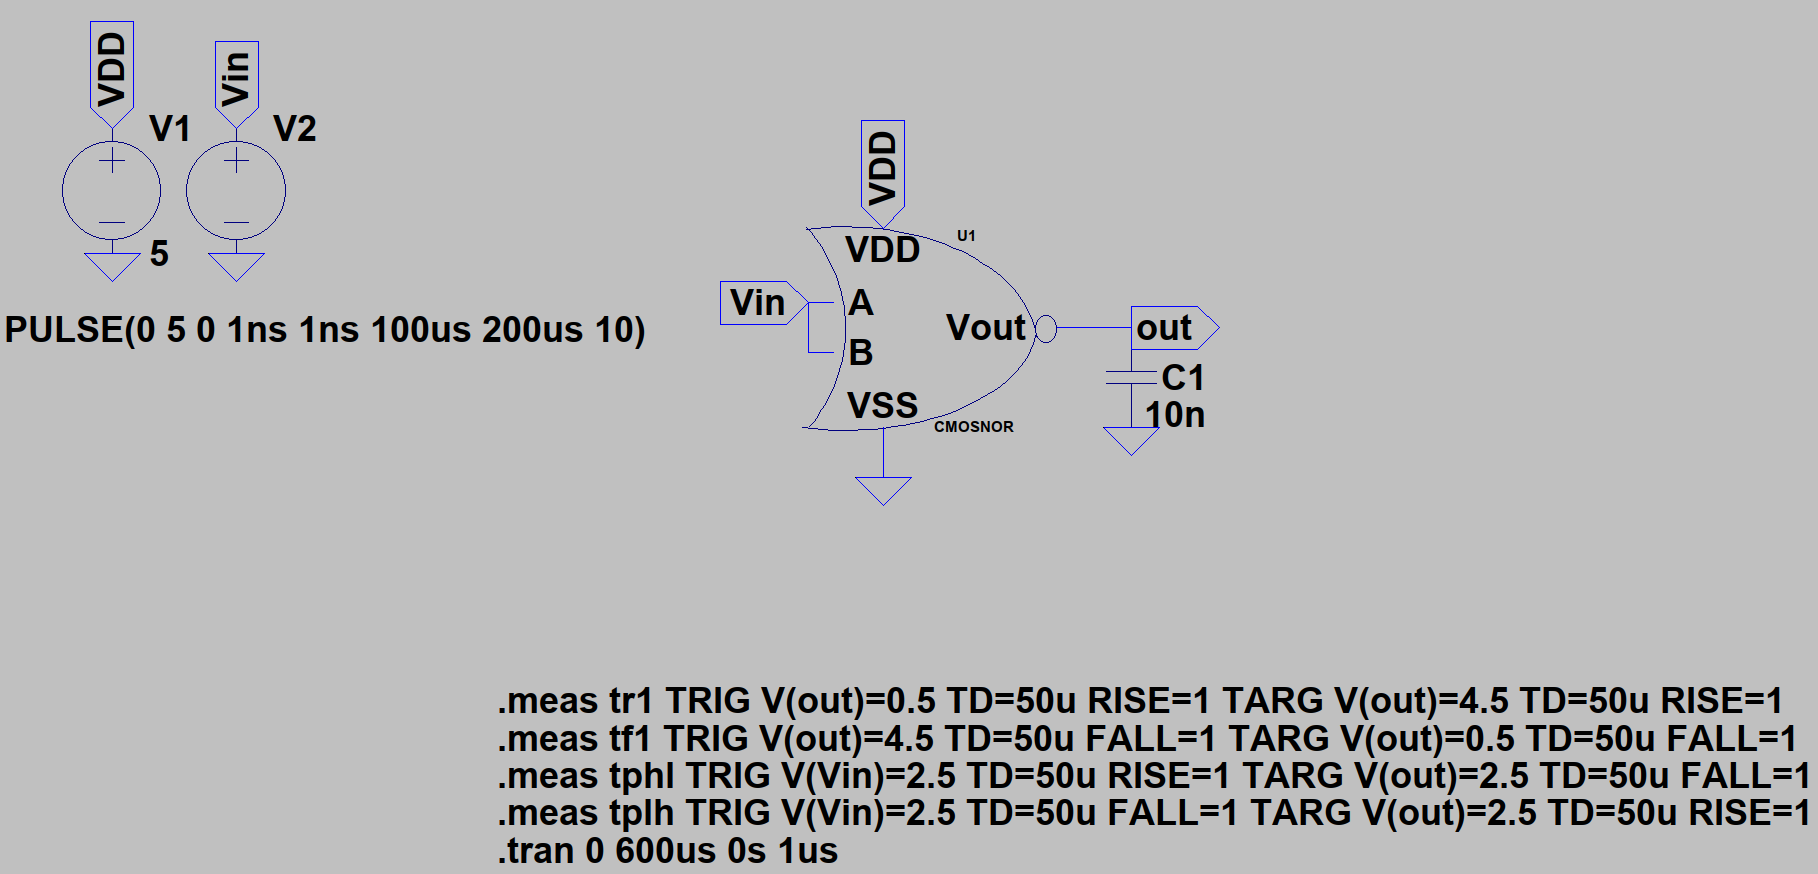 VDD
Vin
V1
V2
5
PULSE(0 5 0 1ns 1ns 100us 200us 10)
VDD
U1
VDD
Vin
A
B
Vout
out
VSS
CMOSNOR
C1
10n
.meas tr1 TRIG V(out)=0.5 TD=50u RISE=1 TARG V(out)=4.5 TD=50u RISE=1
.meas tf1 TRIG V(out)=4.5 TD=50u FALL=1 TARG V(out)=0.5 TD=50u FALL=1
.meas tphl TRIG V(Vin)=2.5 TD=50u RISE=1 TARG V(out)=2.5 TD=50u FALL=1
.meas tplh TRIG V(Vin)=2.5 TD=50u FALL=1 TARG V(out)=2.5 TD=50u RISE=1
.tran 0 600us 0s 1us